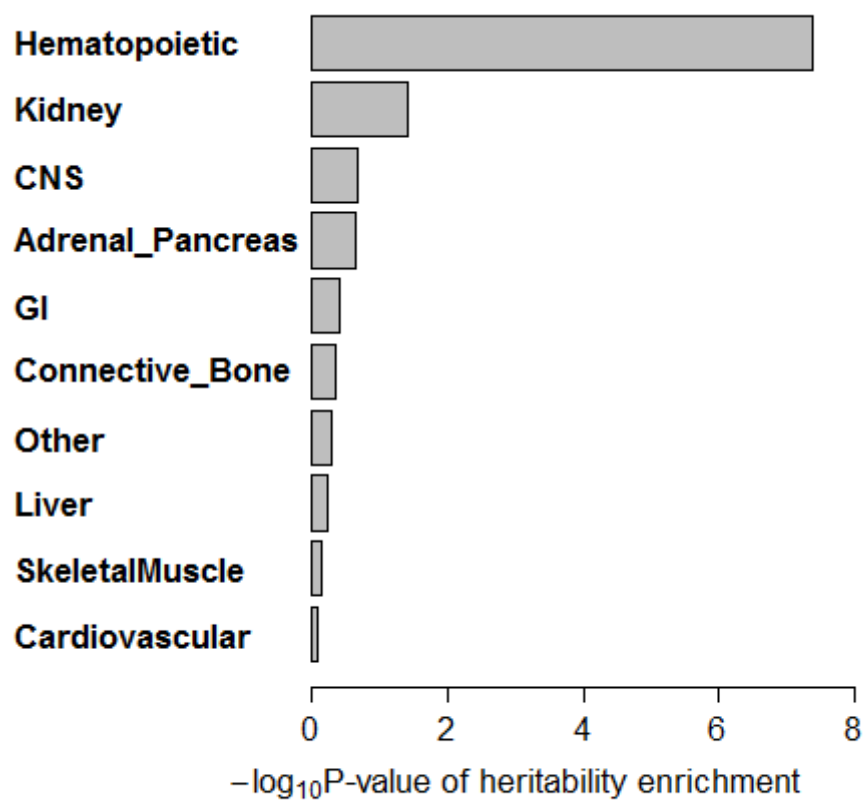 Hematopoietic
Kidney
CNS
Adrenal_Pancreas
GI
Connective_Bone
Other
Liver
SkeletalMuscle
Cardiovascular
0 2 4 6 8
−log₁₀P-value of heritability enrichment